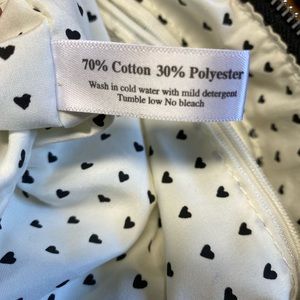 70% Cotton 30% Polyester
Wash in cold water with mild detergent
Tumble low No bleach